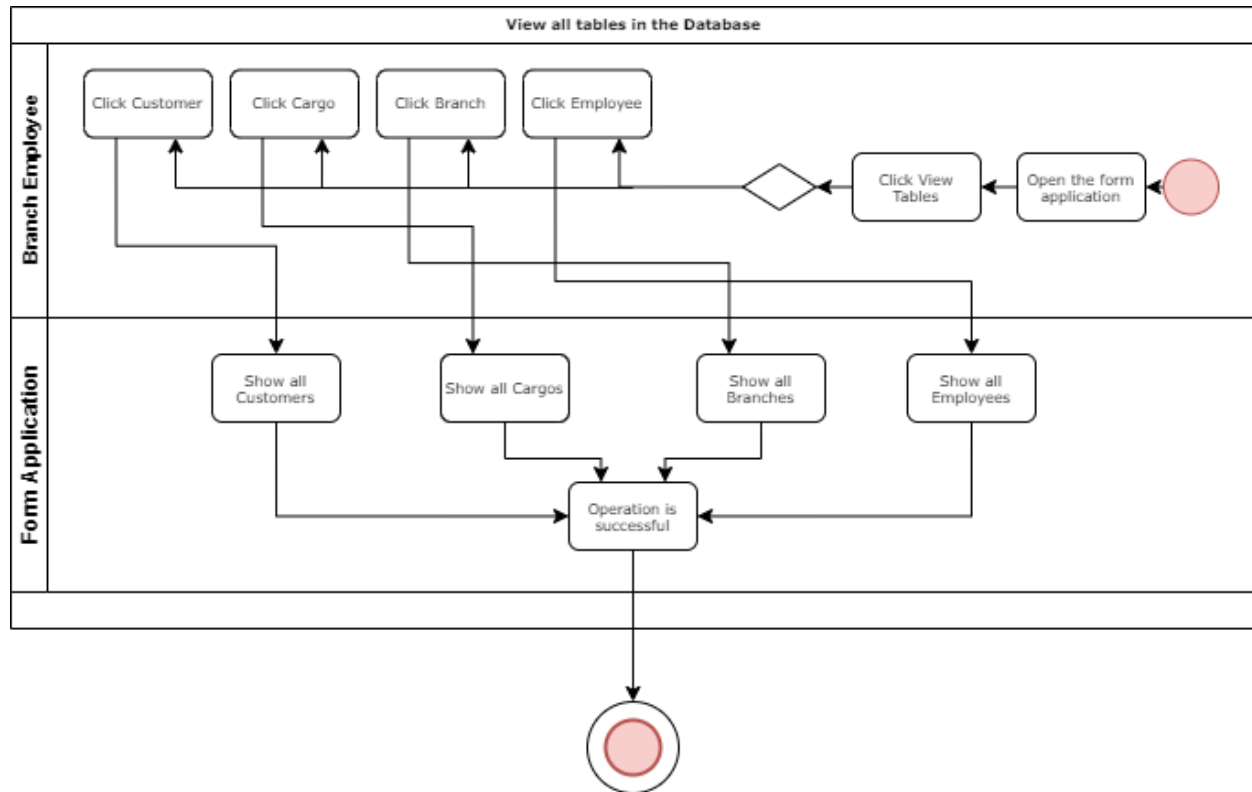 View all tables in the Database
Branch Employee
Click Customer
Click Cargo
Click Branch
Click Employee
Click View
Tables
Open the form
application
Form Application
Show all
Customers
Show all Cargos
Show all
Branches
Show all
Employees
Operation is
successful